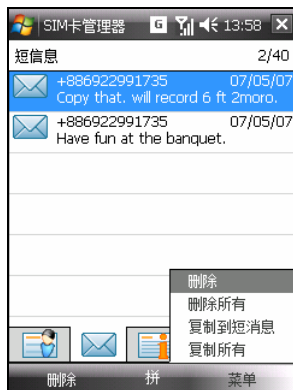 SIM卡管理器 G 13:58
短信息 2/40
+886922991735 07/05/07
Copy that. will record 6 ft 2moro.
+886922991735 07/05/07
Have fun at the banquet.
删除
删除所有
复制到短消息
复制所有
删除 拼 菜单